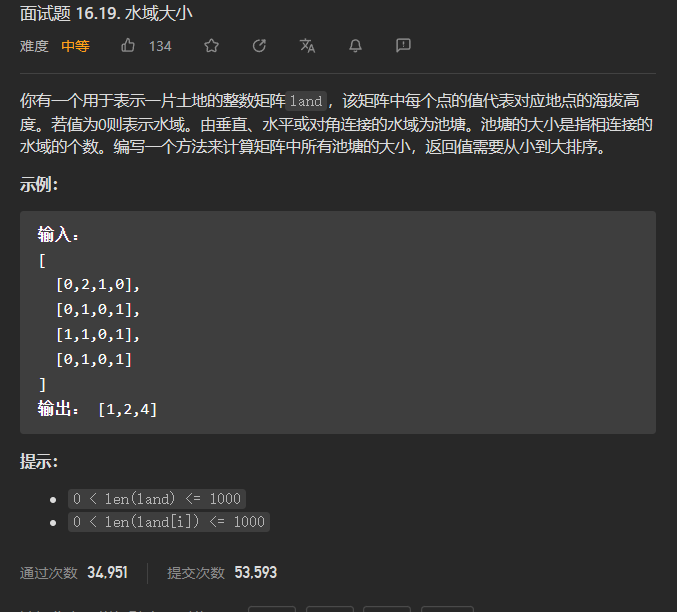 面试题 16.19. 水域大小
难度 中等 134
你有一个用于表示一片土地的整数矩阵land，该矩阵中每个点的值代表对应地点的海拔高
度。若值为0则表示水域。由垂直、水平或对角连接的水域为池塘。池塘的大小是指相连接的
水域的个数。编写一个方法来计算矩阵中所有池塘的大小，返回值需要从小到大排序。
示例：
输入：
[
[0,2,1,0],
[0,1,0,1],
[1,1,0,1],
[0,1,0,1]
]
输出： [1,2,4]
提示：
0 < len(land) <= 1000
0 < len(land[i]) <= 1000
通过次数 34,951 提交次数 53,593